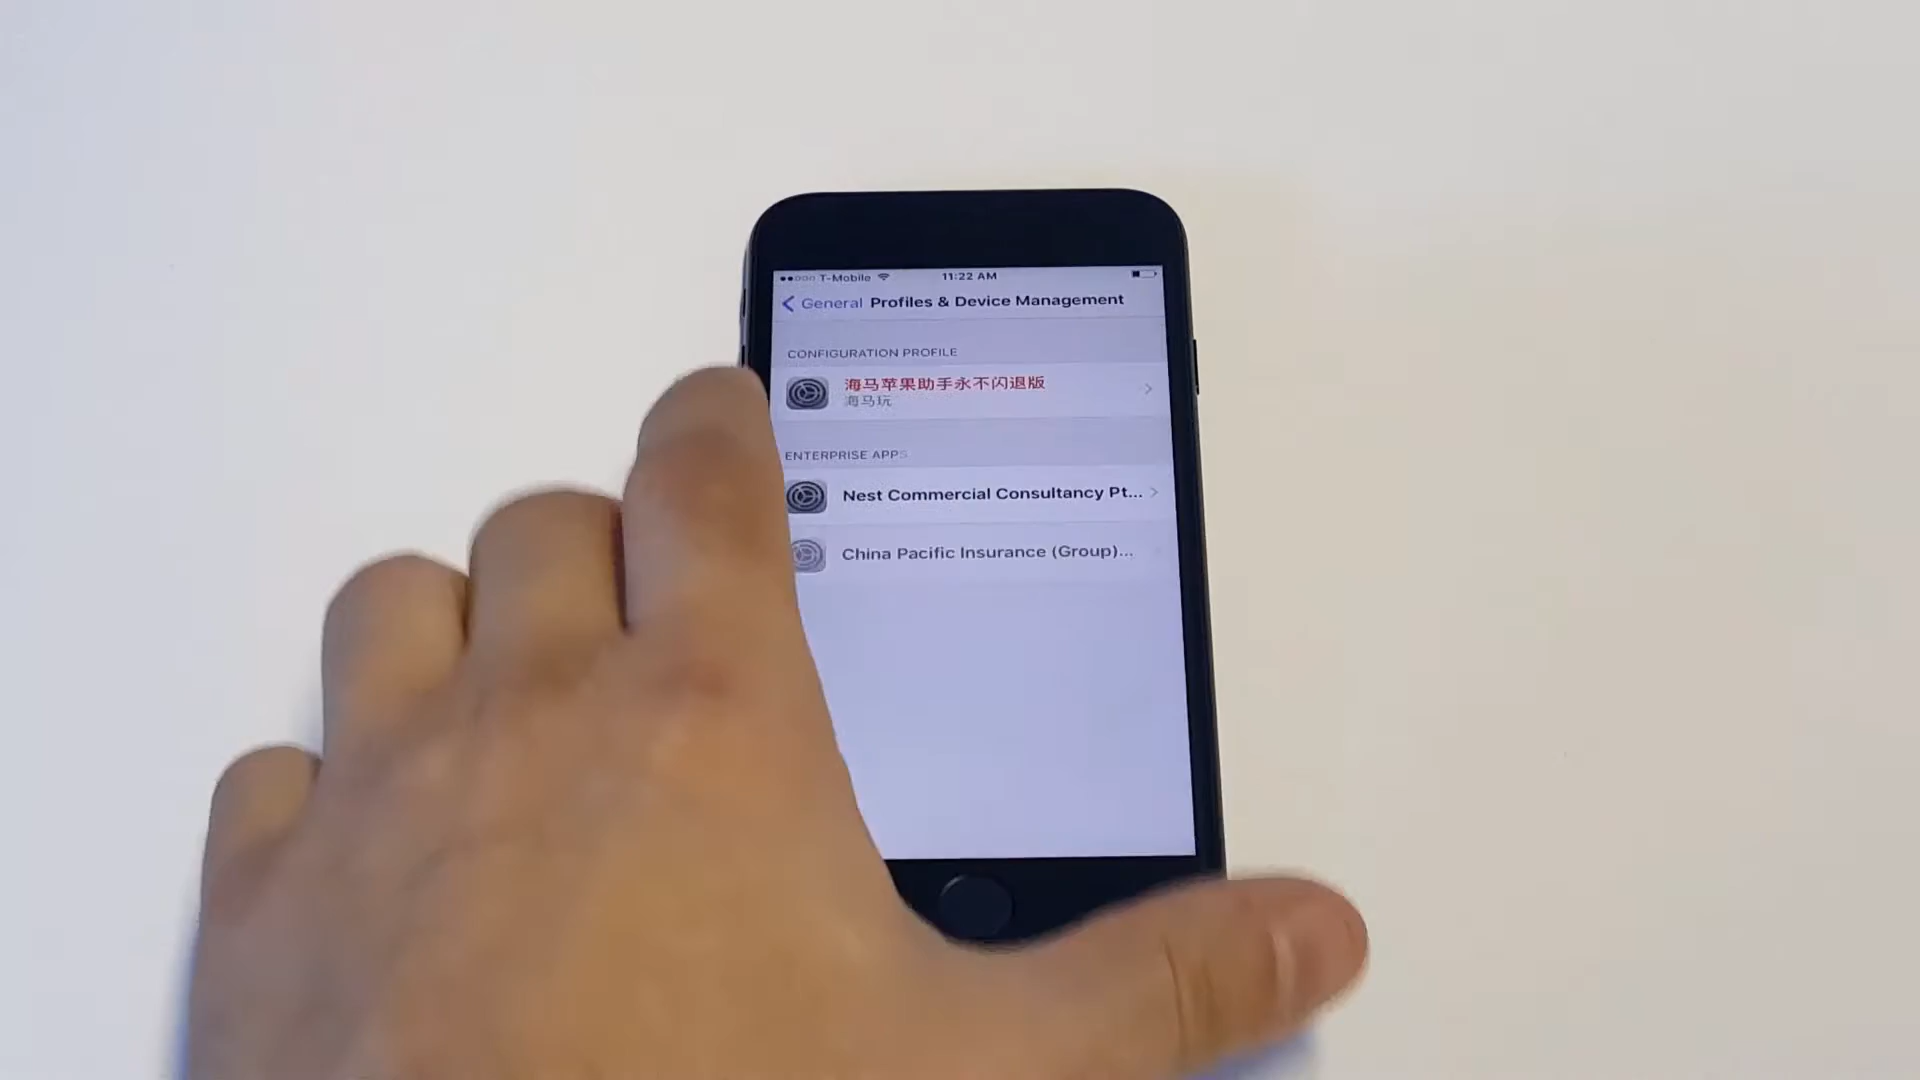 T-Mobile 11:22 AM
General Profiles & Device Management
CONFIGURATION PROFILE
海马苹果助手永不闪退版
海马玩
ENTERPRISE APPS
Nest Commercial Consultancy Pt...
China Pacific Insurance (Group)...